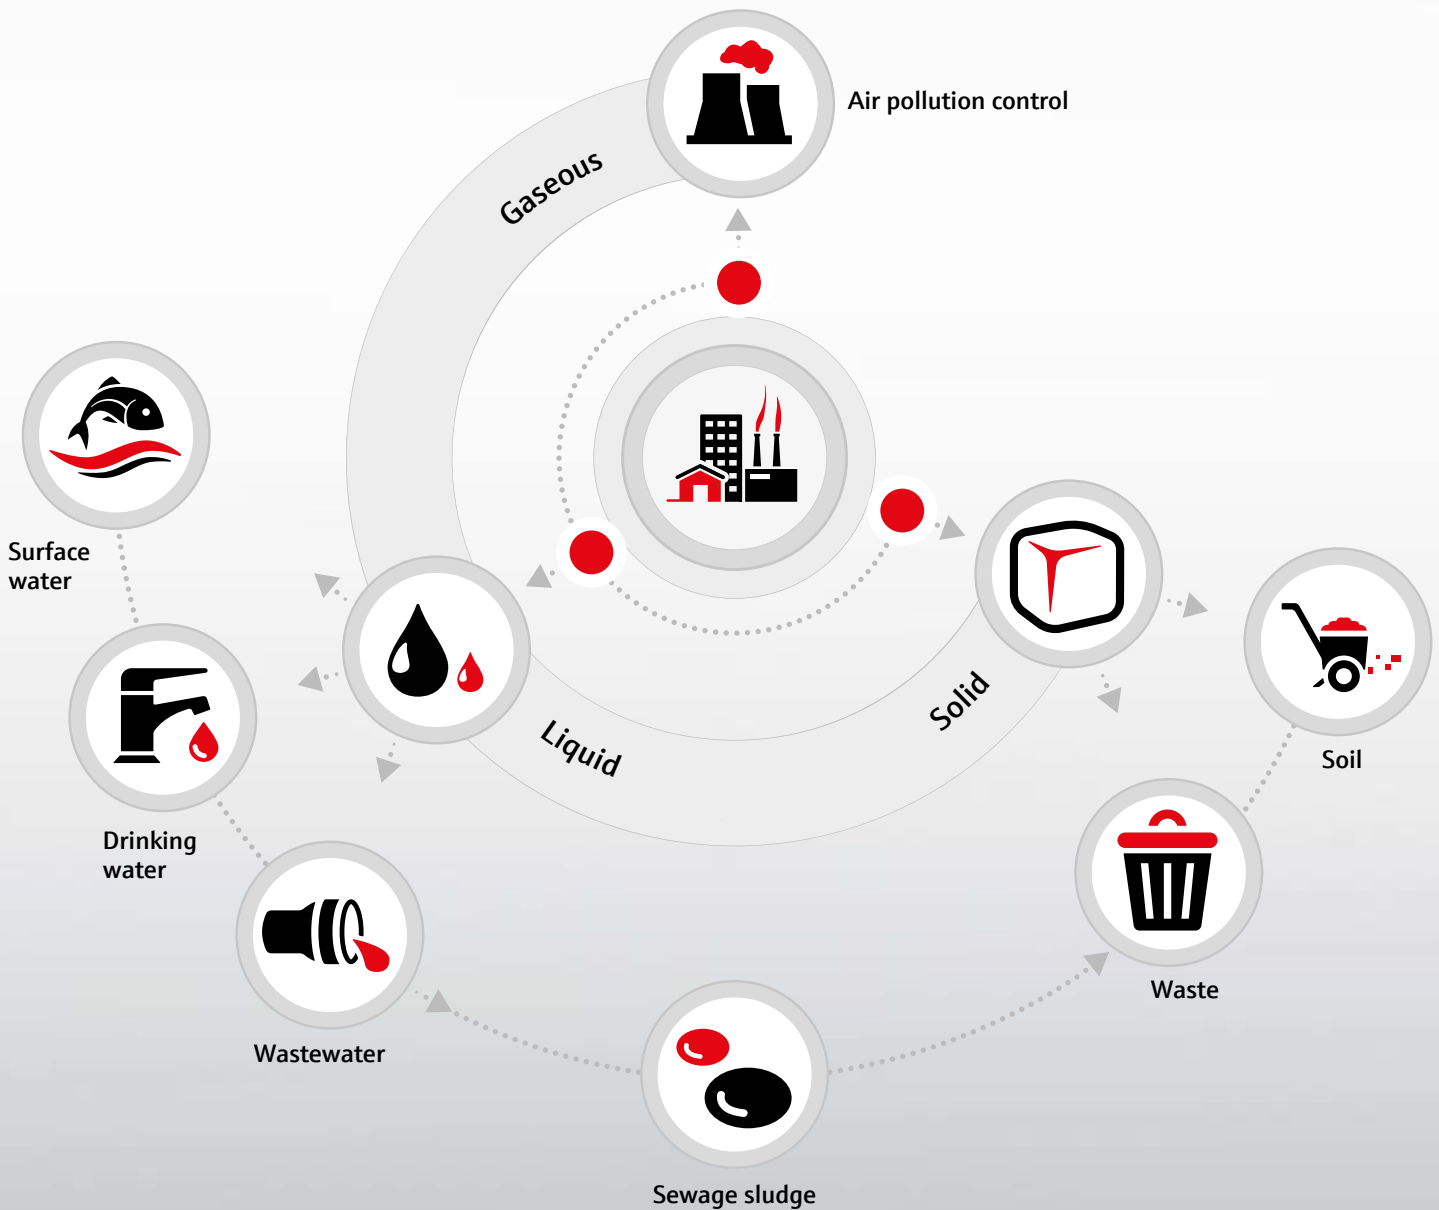 Air pollution control
Gaseous
Surface
water
Solid
Liquid
Soil
Drinking
water
Waste
Wastewater
Sewage sludge